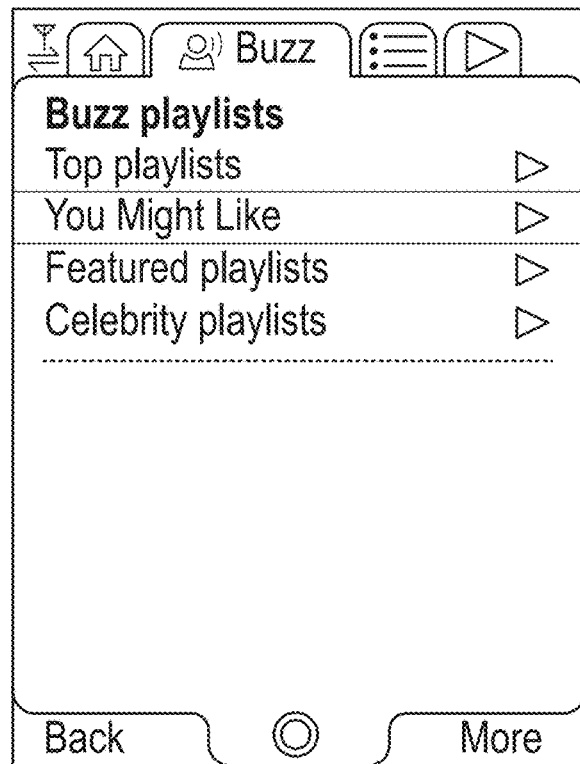 Buzz
Buzz playlists
Top playlists
You Might Like
Featured playlists
Celebrity playlists
Back More